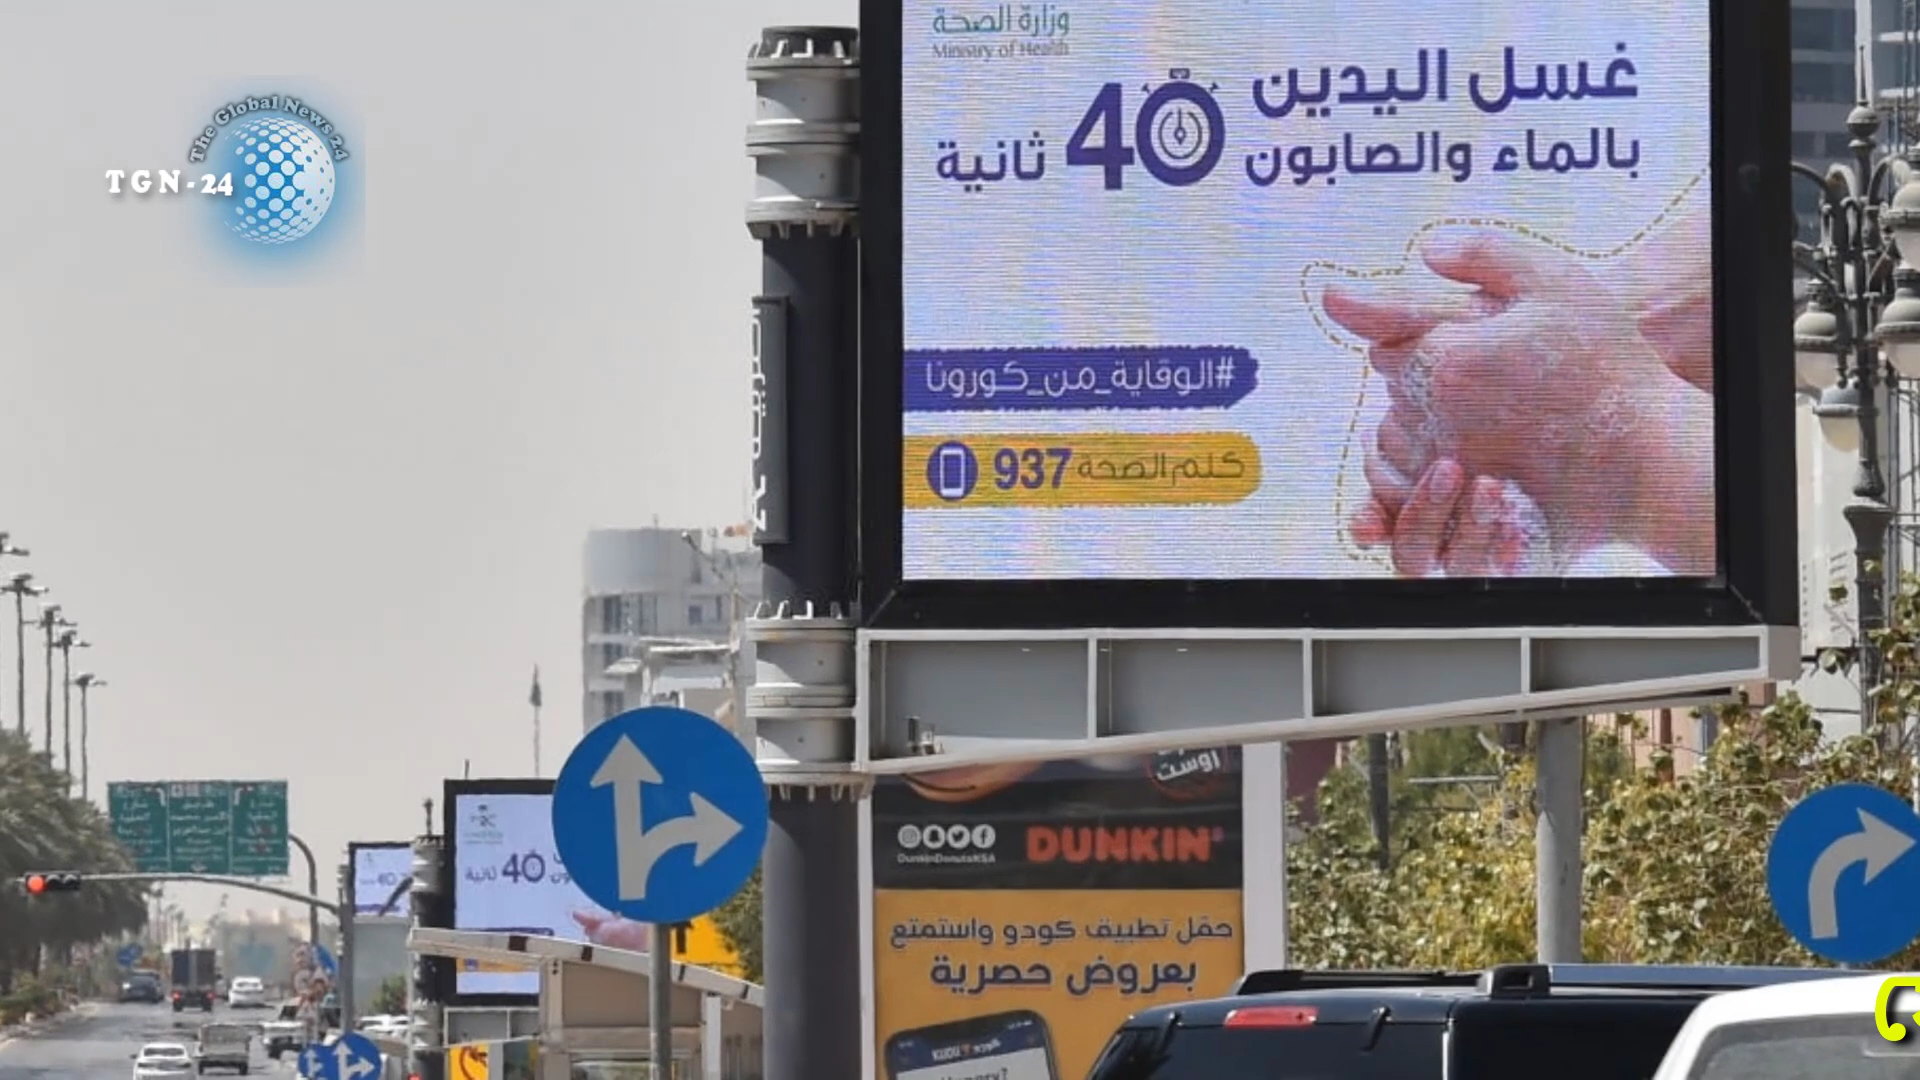 وزارة الصحة
Ministry of Health
غسل اليدين
بالماء والصابون
40 ثانية
#الوقاية_من_كورونا
كلم الصحة 937
The Global News 24
TGN-24
40 ثانية
اوست
DUNKIN'
DunkinDonutsKSA
حمّل تطبيق كودو واستمتع
بعروض حصرية